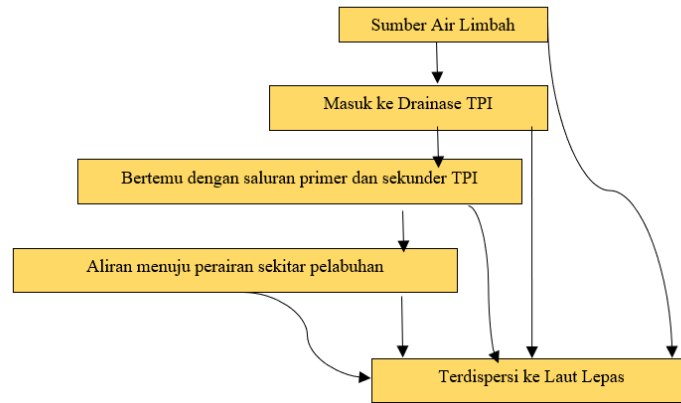 Sumber Air Limbah
Masuk ke Drainase TPI
Bertemu dengan saluran primer dan sekunder TPI
Aliran menuju perairan sekitar pelabuhan
Terdispersi ke Laut Lepas